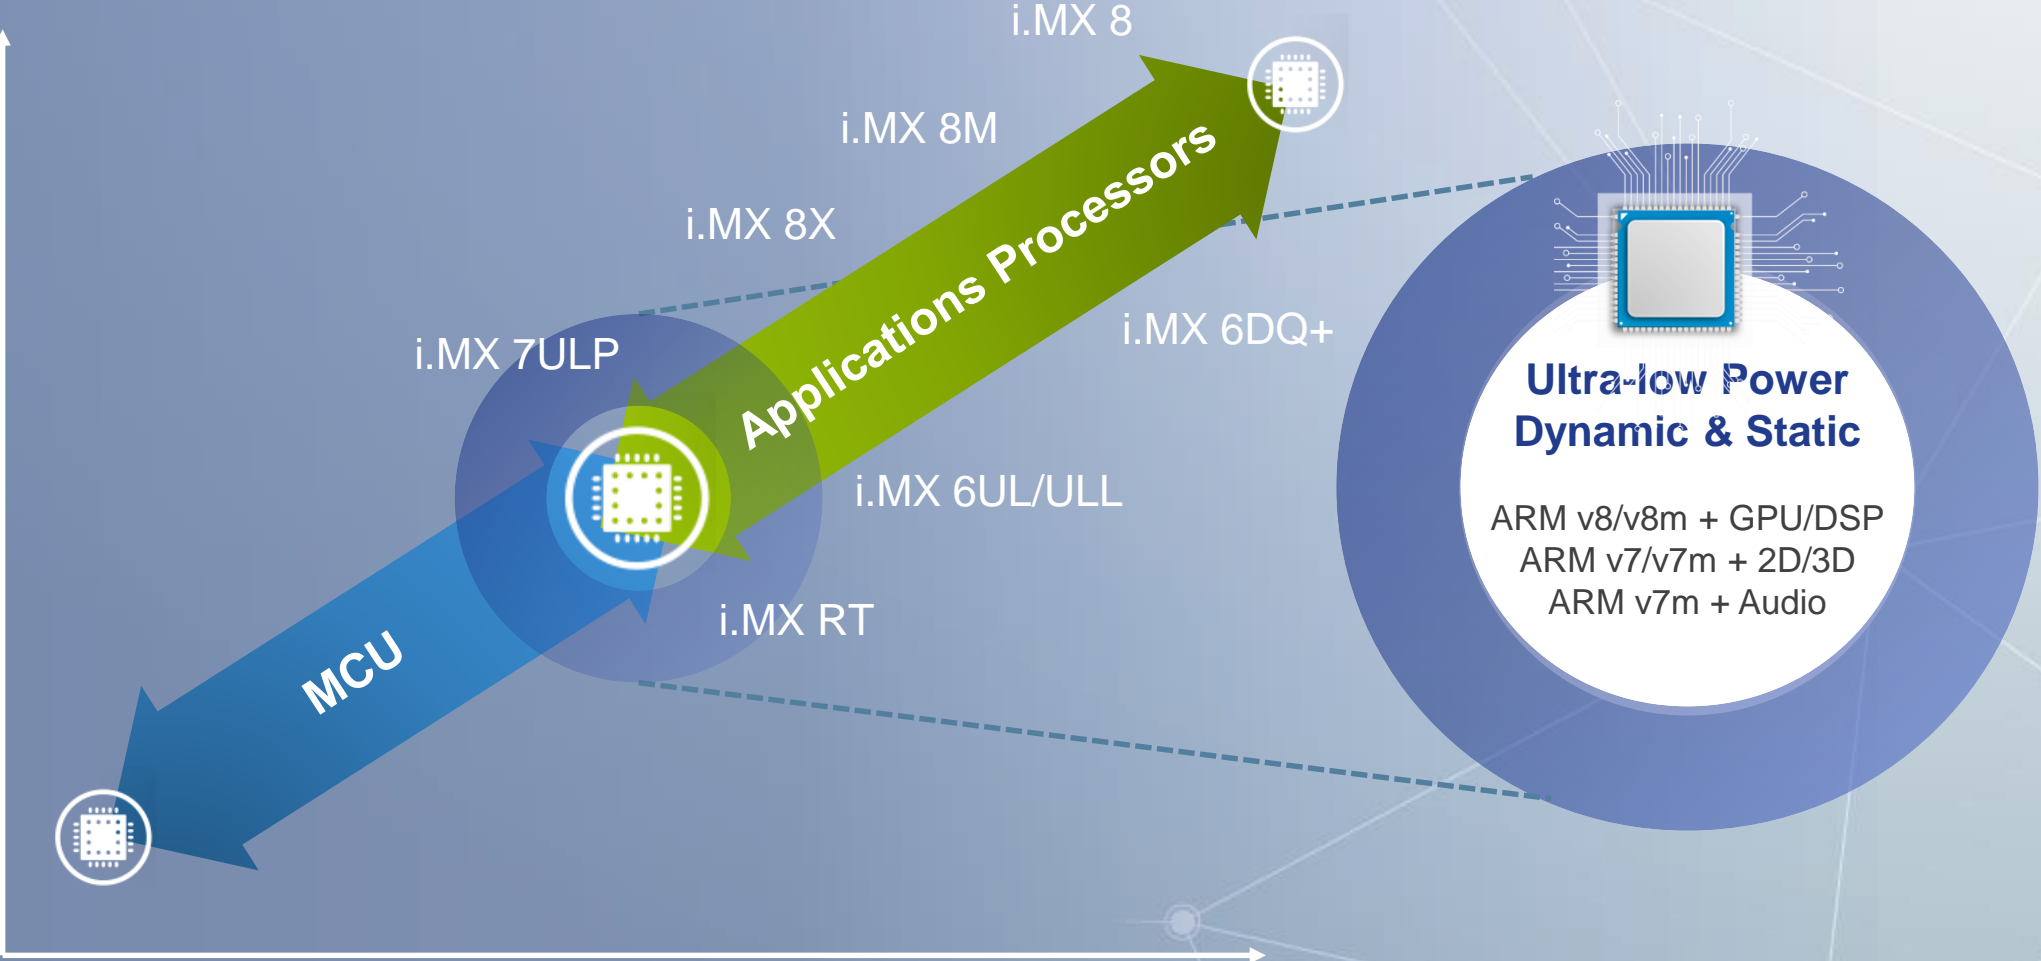 i.MX 8
i.MX 8M
i.MX 8X
i.MX 7ULP
Applications Processors
i.MX 6DQ+
i.MX 6UL/ULL
i.MX RT
MCU
Ultra-low Power
Dynamic & Static
ARM v8/v8m + GPU/DSP
ARM v7/v7m + 2D/3D
ARM v7m + Audio